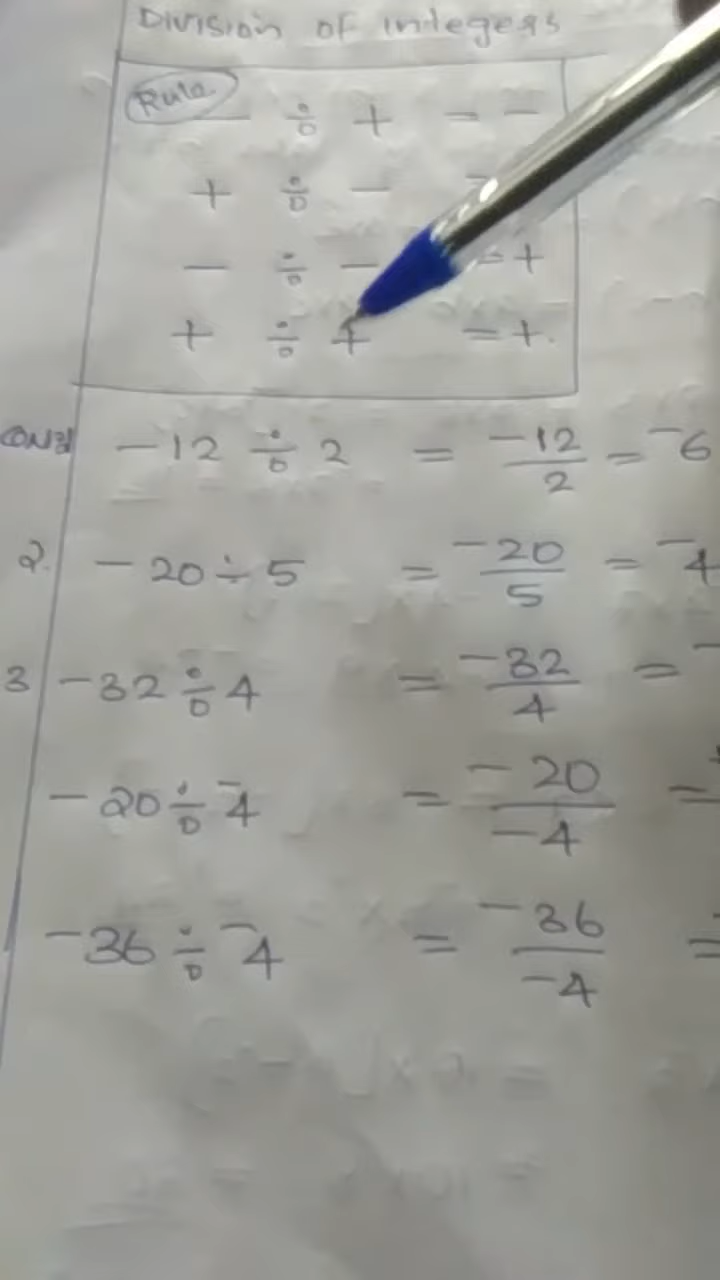 Division of integers
Rule
− ÷ + = −
+ ÷ −
− ÷ − = +
+ ÷ + = +.
−12 ÷ 2 = −12/2 = −6
2. −20 ÷ 5 = −20/5 = −4
3 −32 ÷ 4 = −32/4 = −
−20 ÷ −4 = −20/−4 =
−36 ÷ −4 = −36/−4 =